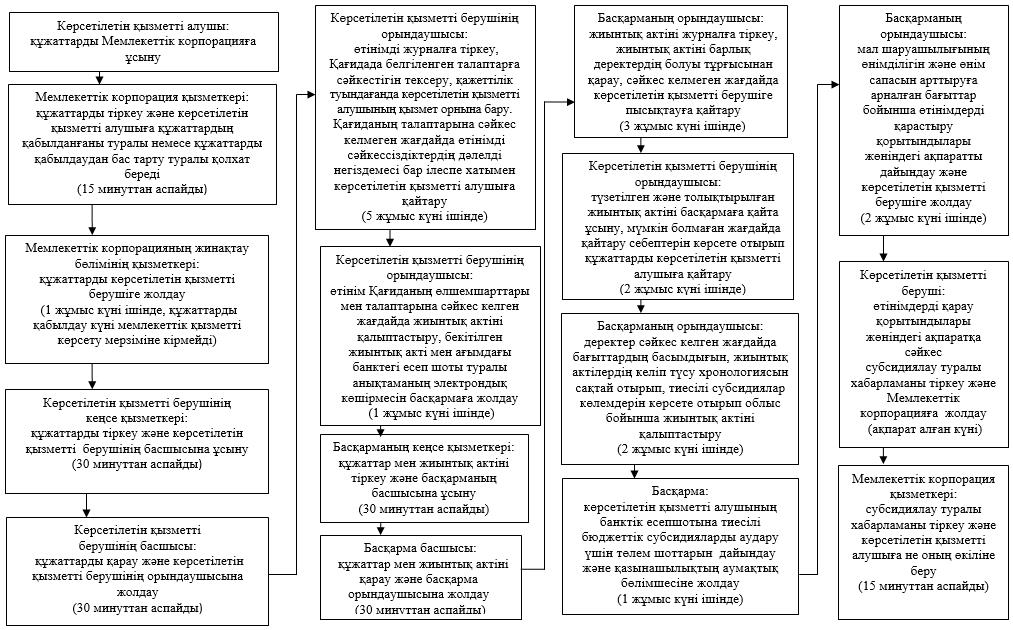 Көрсетілетін қызметті алушы:
құжаттарды Мемлекеттік корпорацияға
ұсыну
Мемлекеттік корпорация қызметкері:
құжаттарды тіркеу және көрсетілетін
қызметті алушыға құжаттардың
қабылданғаны туралы немесе құжаттарды
қабылдаудан бас тарту туралы қолхат
береді
(15 минуттан аспайды)
Мемлекеттік корпорацияның жинақтау
бөлімінің қызметкері:
құжаттарды көрсетілетін қызметті
берушіге жолдау
(1 жұмыс күні ішінде, құжаттарды
қабылдау күні мемлекеттік қызметті
көрсету мерзіміне кірмейді)
Көрсетілетін қызметті берушінің
кеңсе қызметкері:
құжаттарды тіркеу және көрсетілетін
қызметті берушінің басшысына ұсыну
(30 минуттан аспайды)
Көрсетілетін қызметті
берушінің басшысы:
құжаттарды қарау және көрсетілетін
қызметті берушінің орындаушысына
жолдау
(30 минуттан аспайды)
Көрсетілетін қызметті берушінің
орындаушысы:
өтінімді журналға тіркеу,
Қағидада белгіленген талаптарға
сәйкестігін тексеру, қажеттілік
туындағанда көрсетілетін қызметті
алушының қызмет орнына бару.
Қағиданың талаптарына сәйкес
келмеген жағдайда өтінімді
сәйкессіздіктердің дәлелді
негіздемесі бар ілеспе хатымен
көрсетілетін қызметті алушыға
қайтару
(5 жұмыс күні ішінде)
Көрсетілетін қызметті берушінің
орындаушысы:
өтінім Қағиданың өлшемшарттары
мен талаптарына сәйкес келген
жағдайда жиынтық актіні
қалыптастыру, бекітілген
жиынтық акті мен ағымдағы
банктегі есеп шоты туралы
анықтаманың электрондық
көшірмесін басқармаға жолдау
(1 жұмыс күні ішінде)
Басқарманың кеңсе қызметкері:
құжаттар мен жиынтық актіні
тіркеу және басқарманың
басшысына ұсыну
(30 минуттан аспайды)
Басқарма басшысы:
құжаттар мен жиынтық актіні
қарау және басқарма
орындаушысына жолдау
(30 минуттан аспайды)
Басқарманың орындаушысы:
жиынтық актіні журналға тіркеу,
жиынтық актіні барлық
деректердің болуы тұрғысынан
қарау, сәйкес келмеген жағдайда
көрсетілетін қызметті берушіге
пысықтауға қайтару
(3 жұмыс күні ішінде)
Көрсетілетін қызметті берушінің
орындаушысы:
түзетілген және толықтырылған
жиынтық актіні басқармаға қайта
ұсыну, мүмкін болмаған жағдайда
қайтару себептерін көрсете отырып
құжаттарды көрсетілетін қызметті
алушыға қайтару
(2 жұмыс күні ішінде)
Басқарманың орындаушысы:
деректер сәйкес келген жағдайда
бағыттардың басымдығын, жиынтық
актілердің келіп түсу хронологиясын
сақтай отырып, тиесілі субсидиялар
көлемдерін көрсете отырып облыс
бойынша жиынтық актіні
қалыптастыру
(2 жұмыс күні ішінде)
Басқарма:
көрсетілетін қызметті алушының
банктік есепшотына тиесілі
бюджеттік субсидияларды аудару
үшін төлем шоттарын дайындау
және қазынашылықтың аумақтық
бөлімшесіне жолдау
(1 жұмыс күні ішінде)
Басқарманың
орындаушысы:
мал шаруашылығының
өнімділігін және өнім
сапасын арттыруға
арналған бағыттар
бойынша өтінімдерді
қарастыру
қорытындылары
жөніндегі ақпаратты
дайындау және
көрсетілетін қызметті
берушіге жолдау
(2 жұмыс күні ішінде)
Көрсетілетін қызметті
беруші:
өтінімдерді қарау
қорытындылары
жөніндегі ақпаратқа
сәйкес
субсидиялау туралы
хабарламаны тіркеу және
Мемлекеттік
корпорацияға жолдау
(ақпарат алған күні)
Мемлекеттік корпорация
қызметкері:
субсидиялау туралы
хабарламаны тіркеу және
көрсетілетін қызметті
алушыға не оның өкіліне
беру
(15 минуттан аспайды)